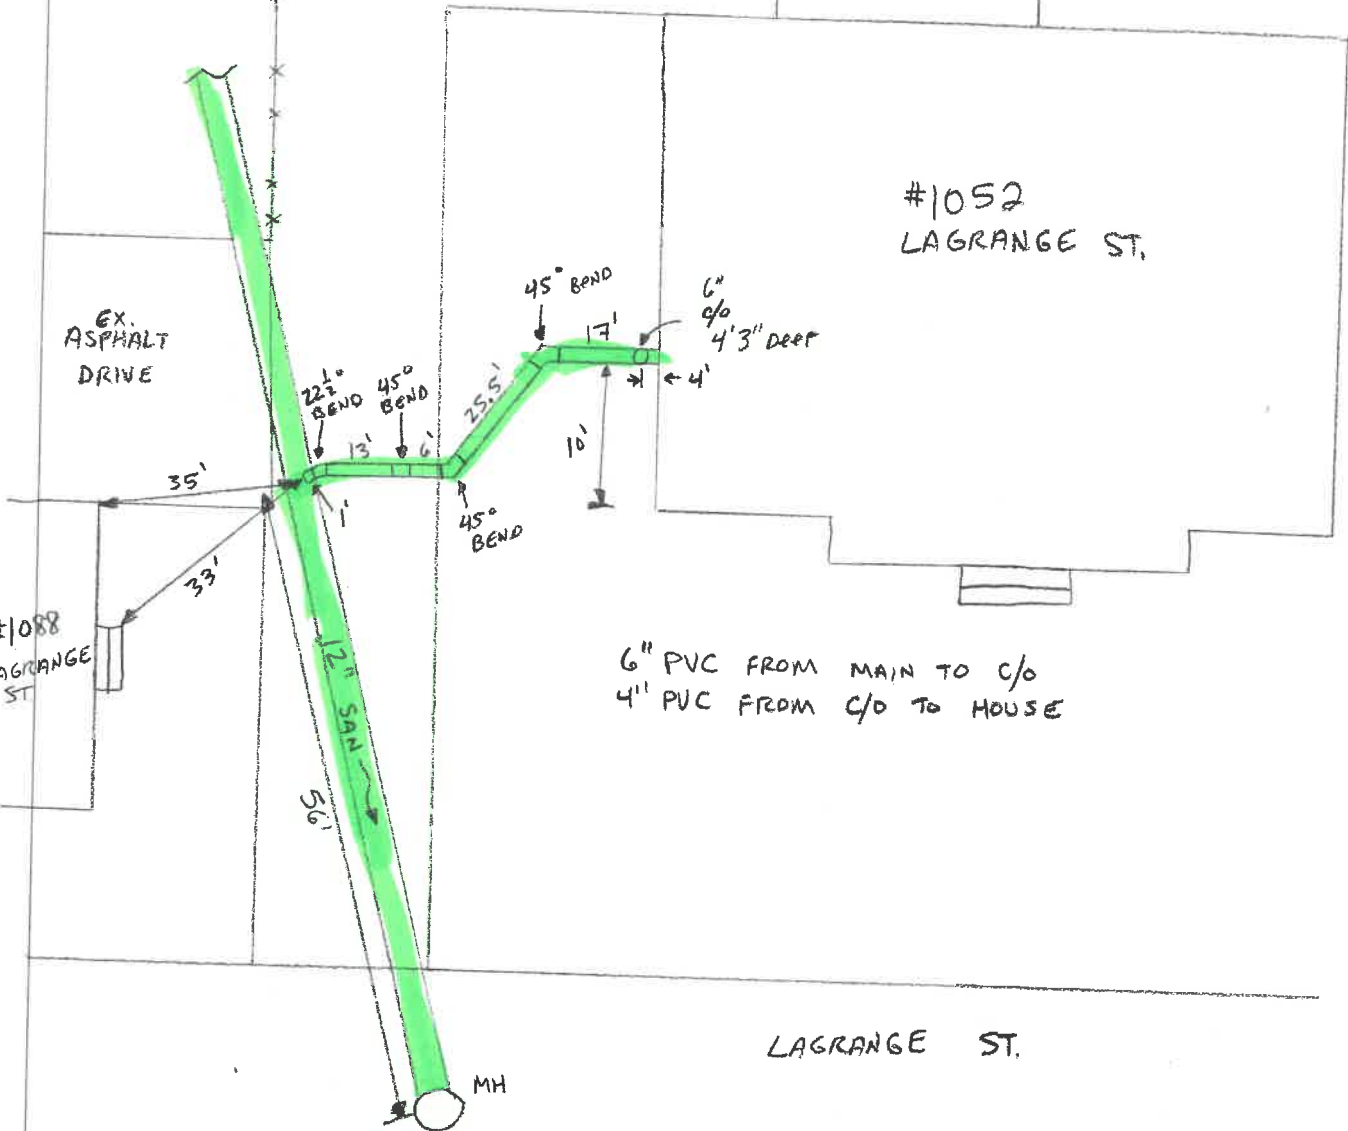 #1052
LAGRANGE ST.
45° BEND
6"
c/o
4'3" DEEP
17'
4'
EX.
ASPHALT
DRIVE
22½°
BEND
45°
BEND
25.5'
13'
6'
10'
35'
1'
45°
BEND
33'
#1088
LAGRANGE
ST
12" SAN
6" PVC FROM MAIN TO C/O
4" PVC FROM C/O TO HOUSE
56'
LAGRANGE ST.
MH